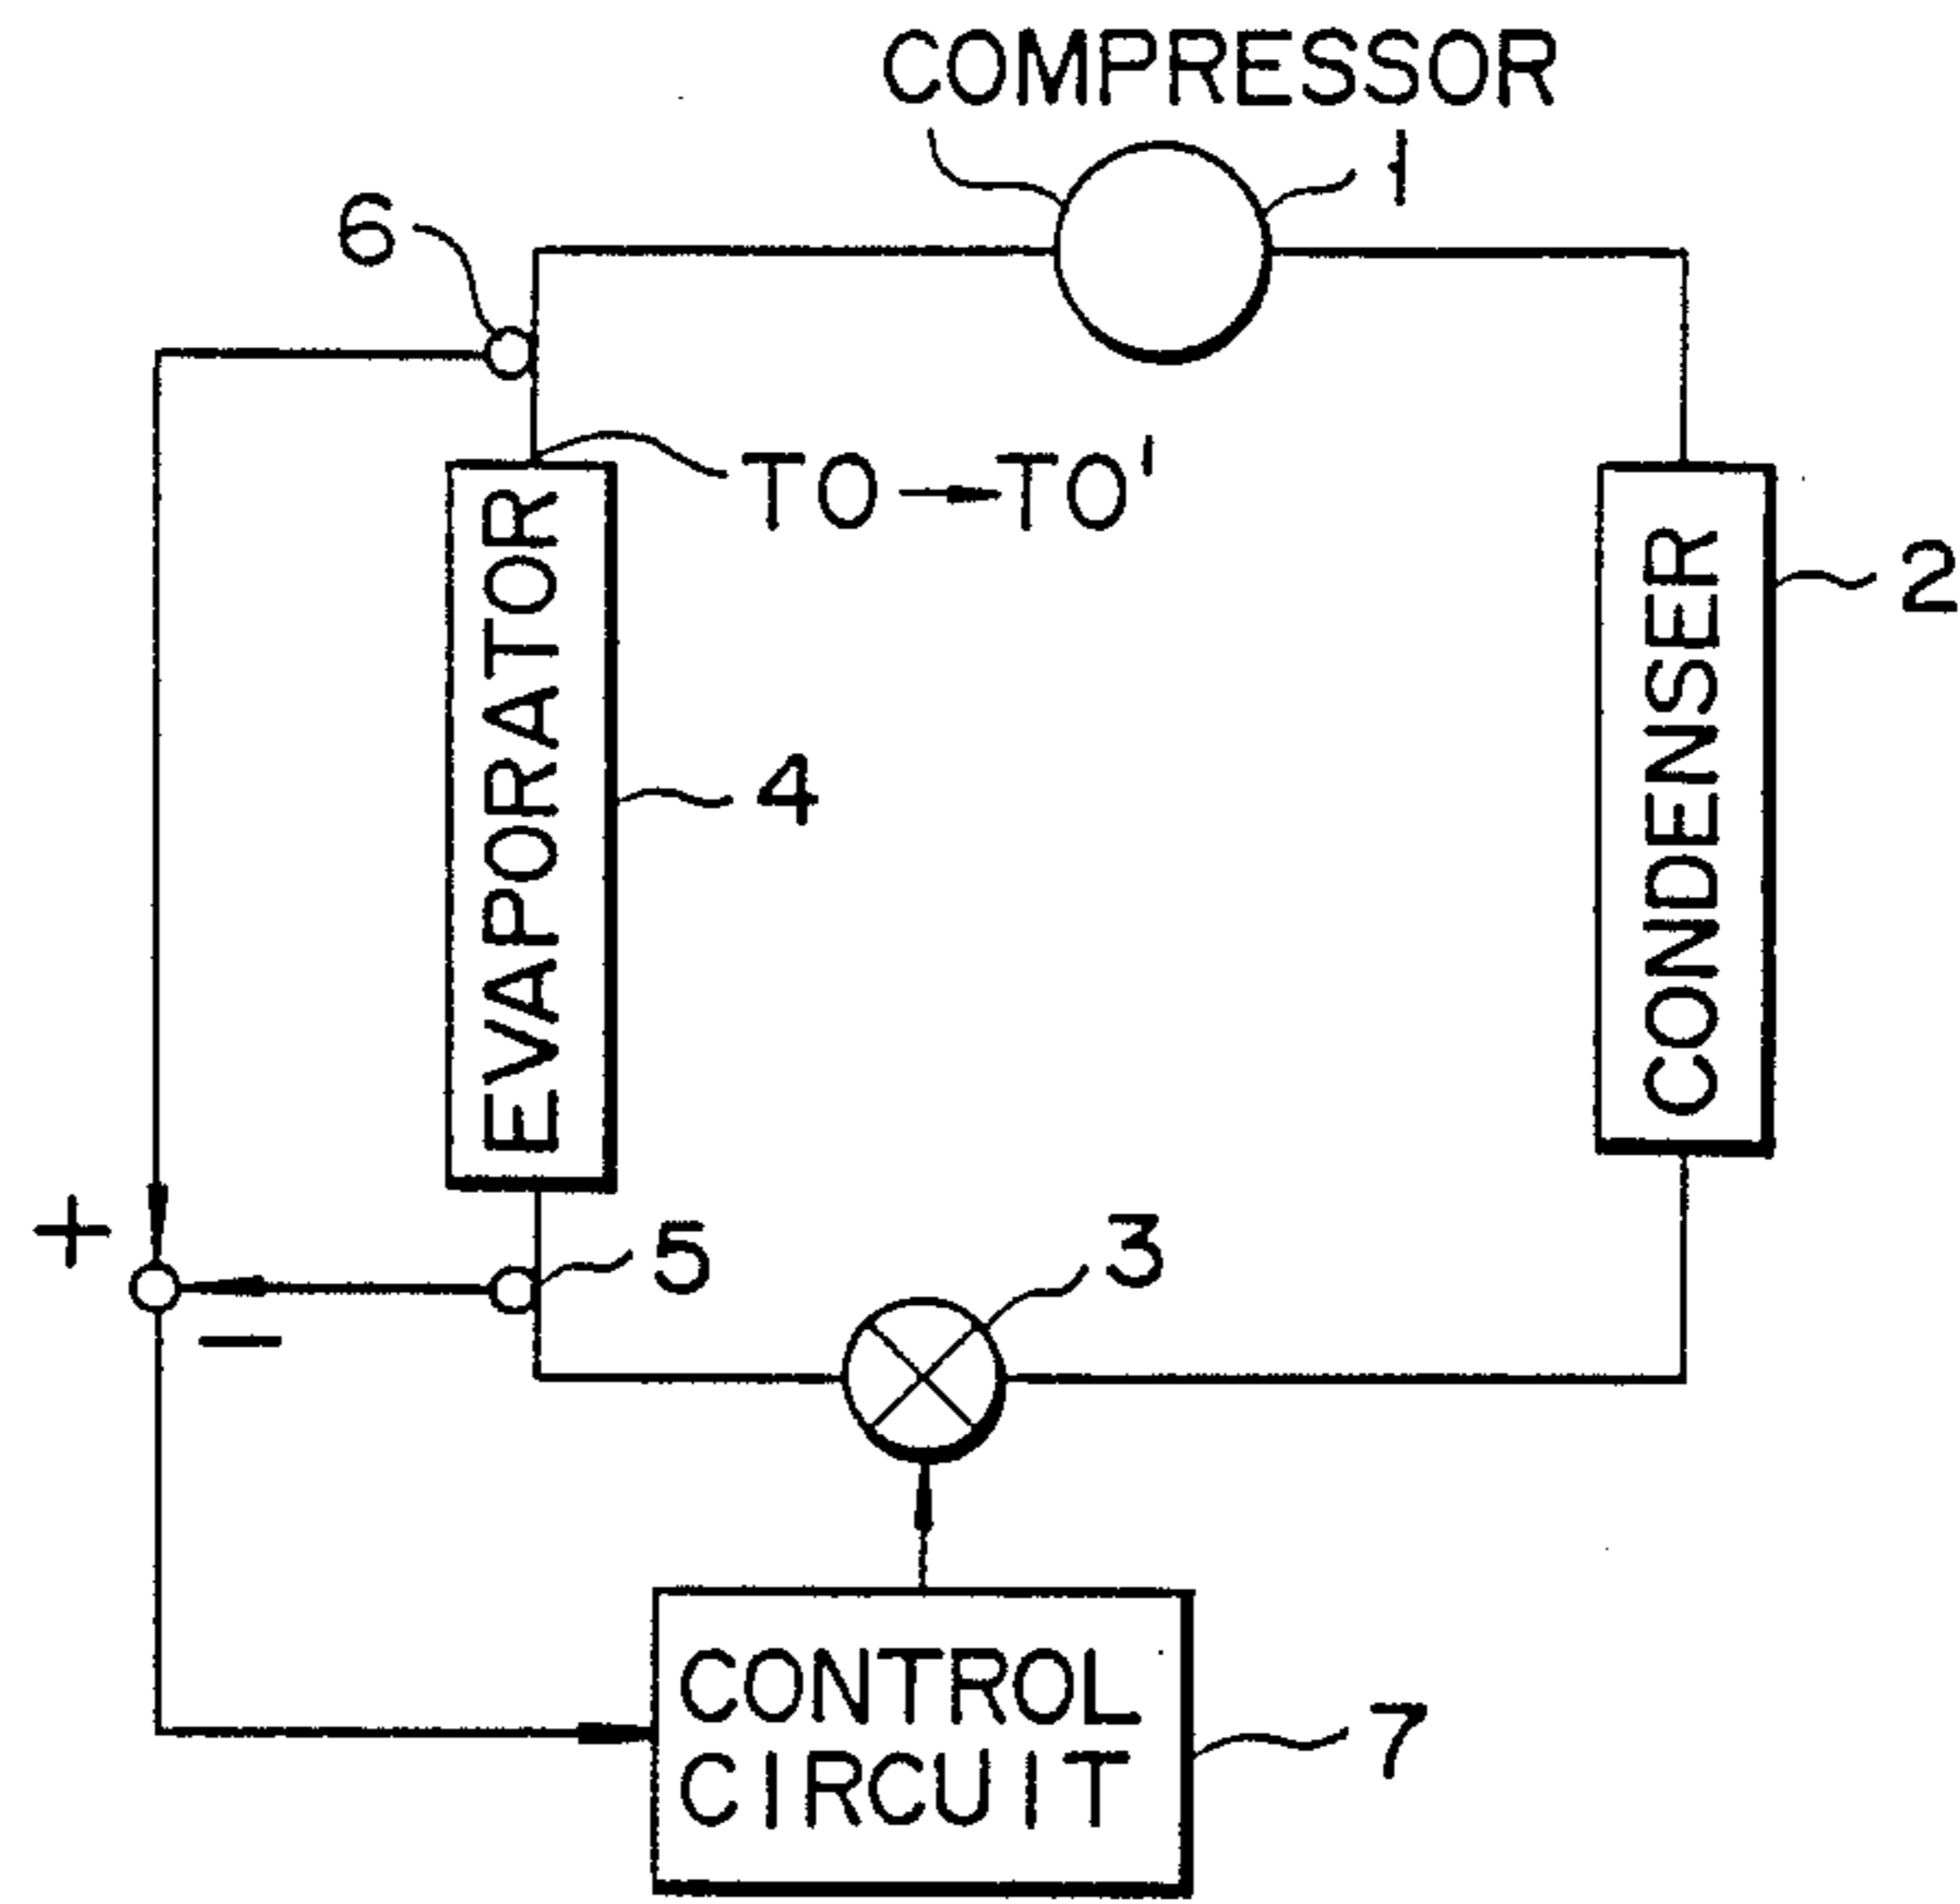 COMPRESSOR
1
6
TO→TO'
EVAPORATOR
CONDENSER
2
4
+
5
3
−
CONTROL
CIRCUIT
7